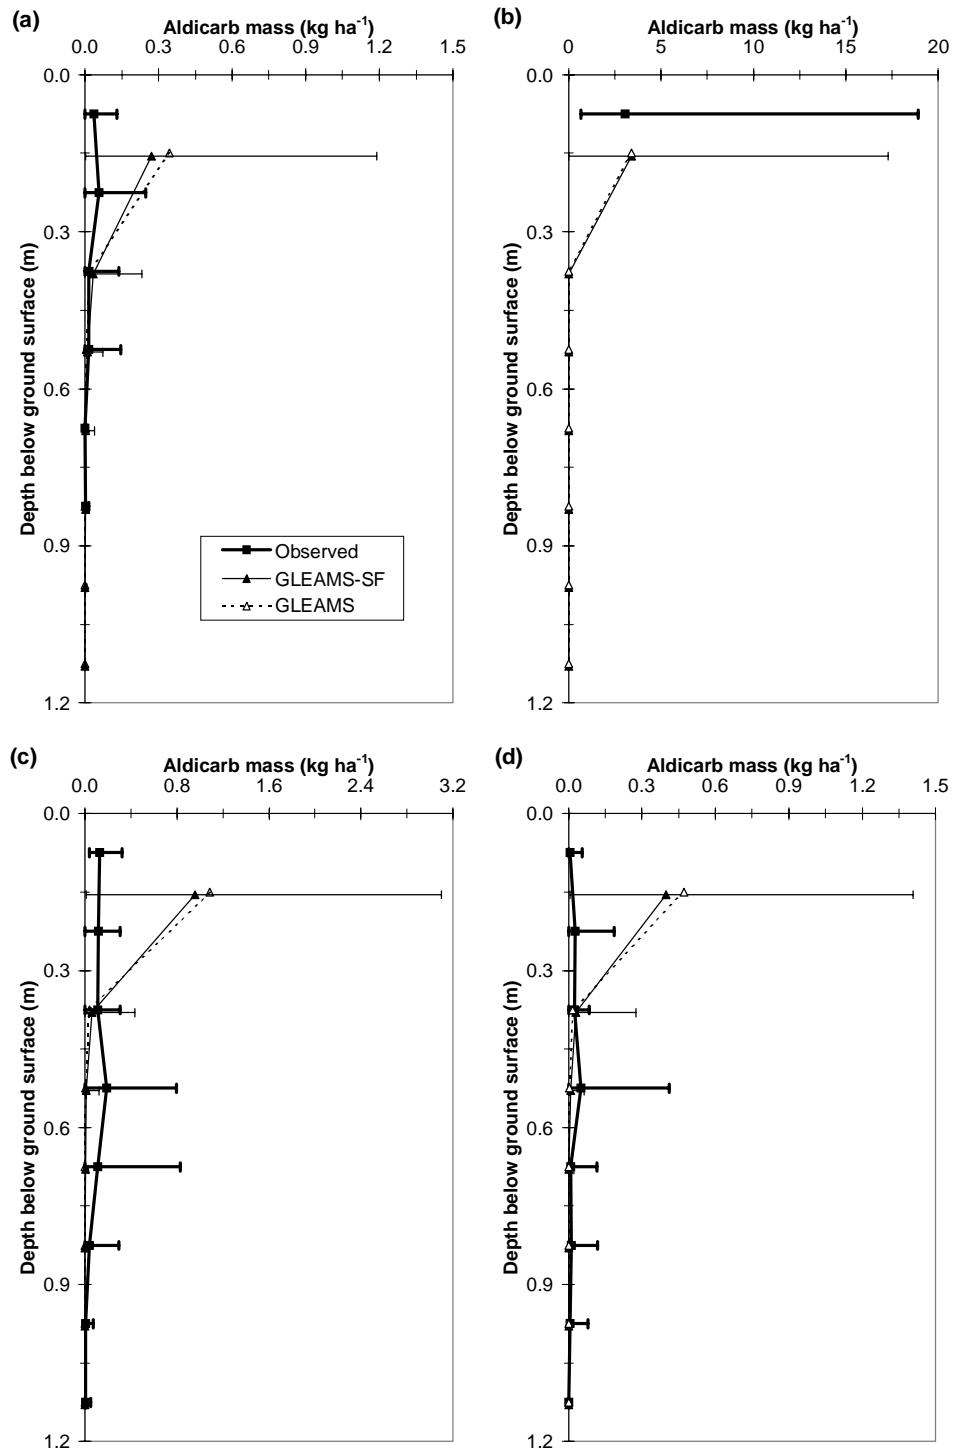 (a)
Aldicarb mass (kg ha-1)
0.0 0.3 0.6 0.9 1.2 1.5
0.0
0.3
0.6
0.9
1.2
Depth below ground surface (m)
Observed
GLEAMS-SF
GLEAMS
(b)
Aldicarb mass (kg ha-1)
0 5 10 15 20
0.0
0.3
0.6
0.9
1.2
Depth below ground surface (m)
(c)
Aldicarb mass (kg ha-1)
0.0 0.8 1.6 2.4 3.2
0.0
0.3
0.6
0.9
1.2
Depth below ground surface (m)
(d)
Aldicarb mass (kg ha-1)
0.0 0.3 0.6 0.9 1.2 1.5
0.0
0.3
0.6
0.9
1.2
Depth below ground surface (m)